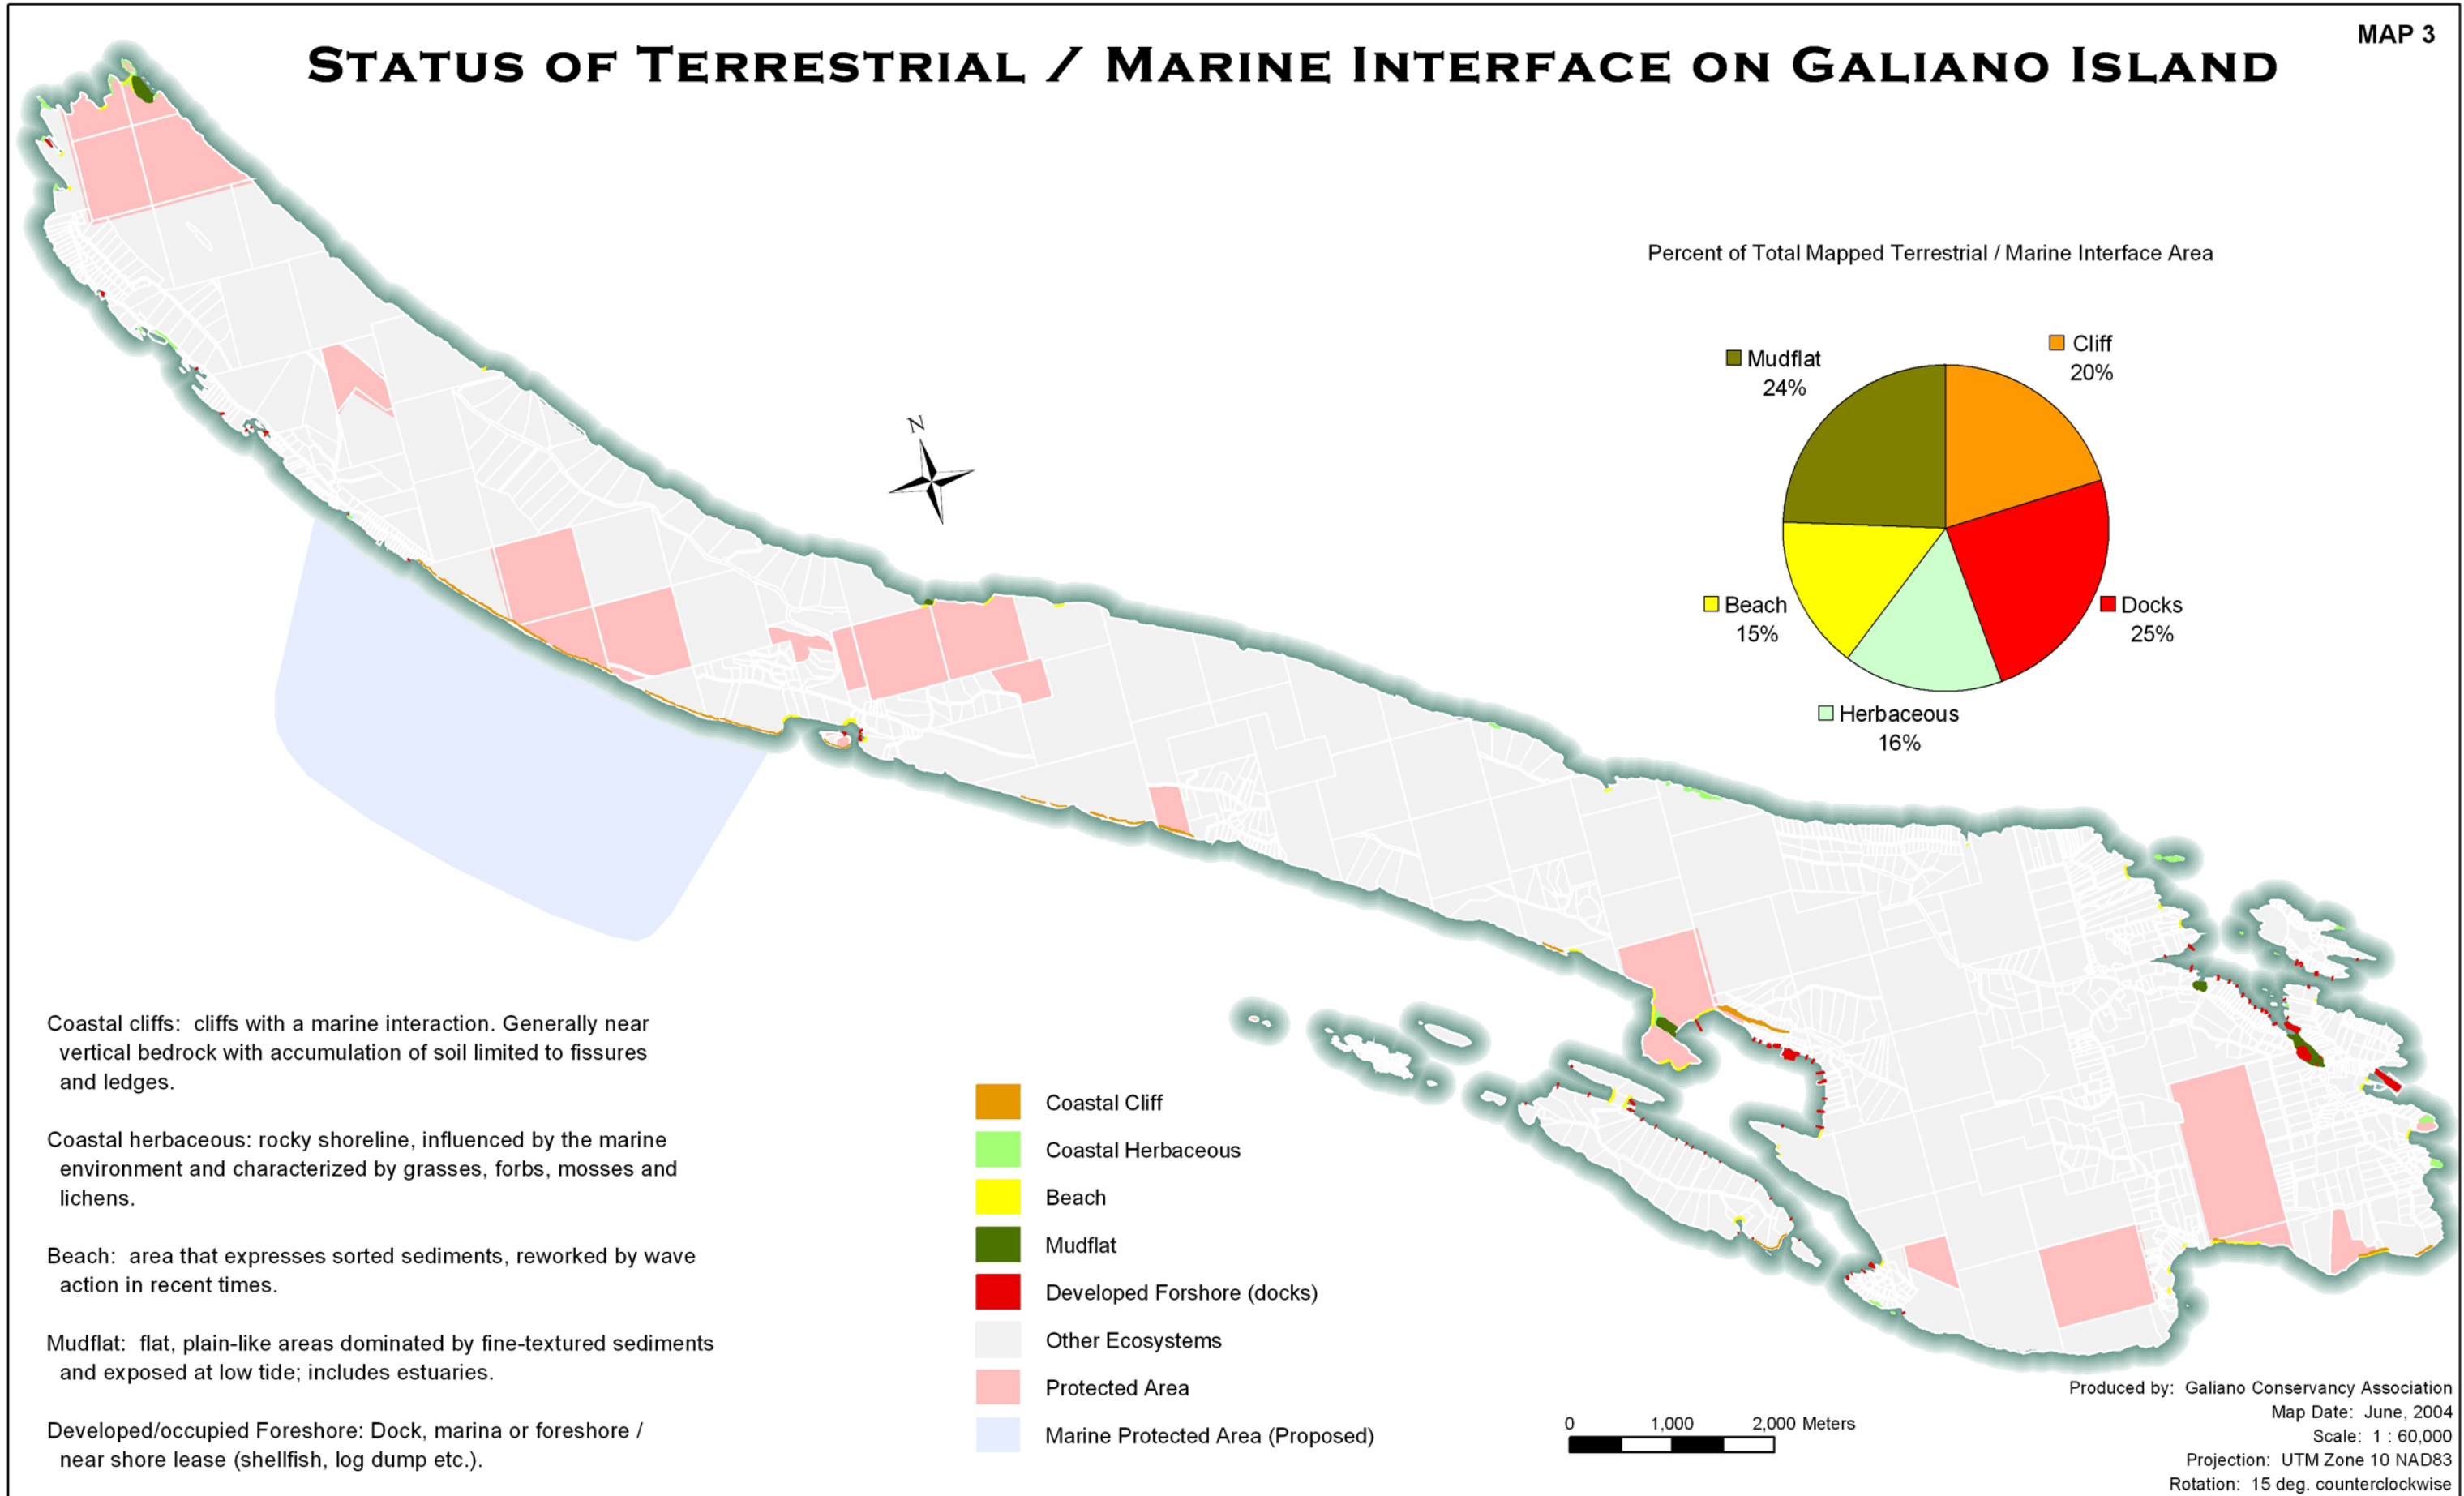 MAP 3
STATUS OF TERRESTRIAL / MARINE INTERFACE ON GALIANO ISLAND
Percent of Total Mapped Terrestrial / Marine Interface Area
Cliff
20%
Mudflat
24%
Beach
15%
Docks
25%
Herbaceous
16%
N
Coastal cliffs: cliffs with a marine interaction. Generally near
vertical bedrock with accumulation of soil limited to fissures
and ledges.
Coastal herbaceous: rocky shoreline, influenced by the marine
environment and characterized by grasses, forbs, mosses and
lichens.
Beach: area that expresses sorted sediments, reworked by wave
action in recent times.
Mudflat: flat, plain-like areas dominated by fine-textured sediments
and exposed at low tide; includes estuaries.
Developed/occupied Foreshore: Dock, marina or foreshore /
near shore lease (shellfish, log dump etc.).
Coastal Cliff
Coastal Herbaceous
Beach
Mudflat
Developed Forshore (docks)
Other Ecosystems
Protected Area
Marine Protected Area (Proposed)
0 1,000 2,000 Meters
Produced by: Galiano Conservancy Association
Map Date: June, 2004
Scale: 1 : 60,000
Projection: UTM Zone 10 NAD83
Rotation: 15 deg. counterclockwise